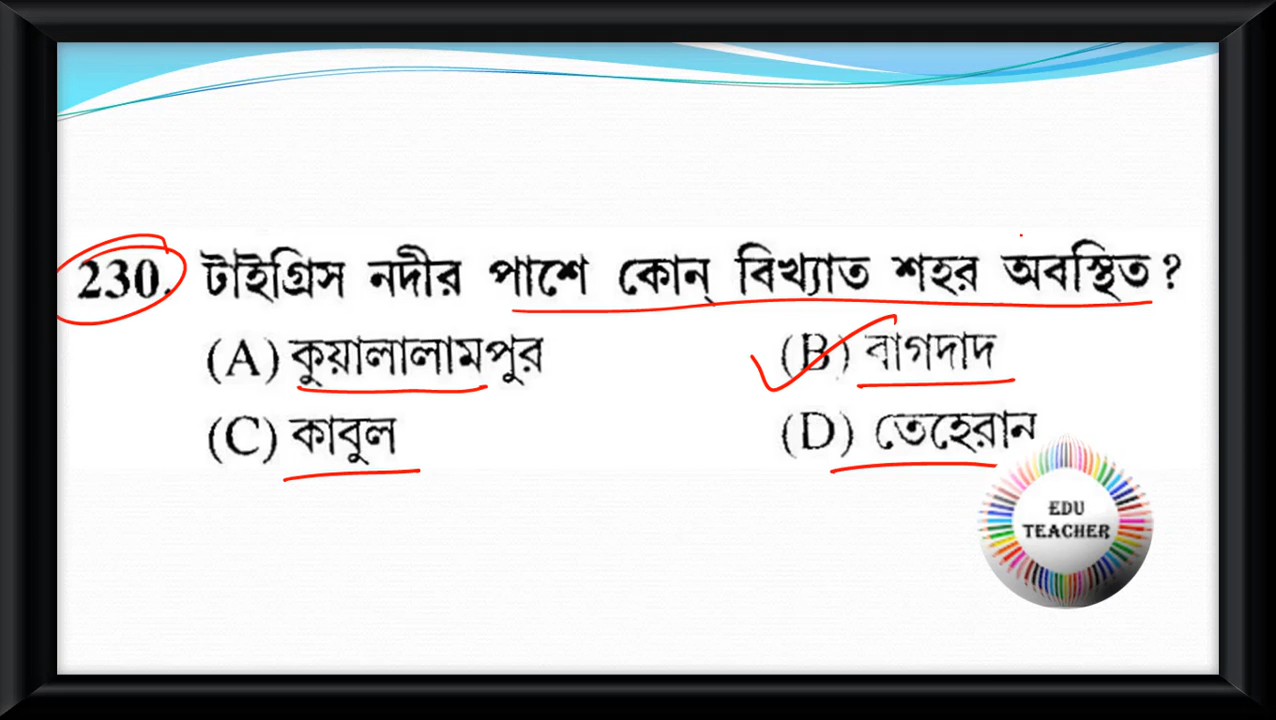 230. টাইগ্রিস নদীর পাশে কোন্ বিখ্যাত শহর অবস্থিত?
(A) কুয়ালালামপুর (B) বাগদাদ
(C) কাবুল (D) তেহেরান
EDU
TEACHER